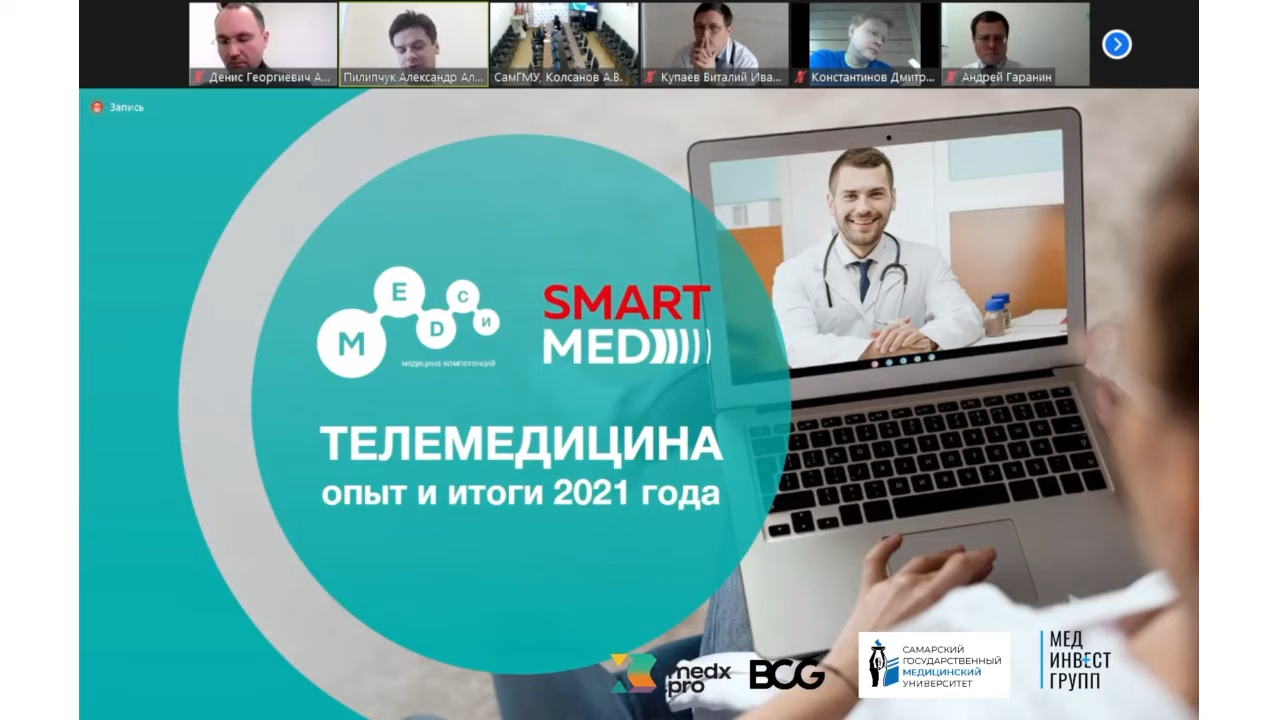 Денис Георгиевич А...
Пилипчук Александр Ал...
СамГМУ, Колсанов А.В.
Купаев Виталий Ива...
Константинов Дмитр...
Андрей Гаранин
Запись
МЕДСИ
медицина компетенций
SMART
MED
ТЕЛЕМЕДИЦИНА
опыт и итоги 2021 года
medx
pro
BCG
САМАРСКИЙ
ГОСУДАРСТВЕННЫЙ
МЕДИЦИНСКИЙ
УНИВЕРСИТЕТ
МЕД
ИНВЕСТ
ГРУПП